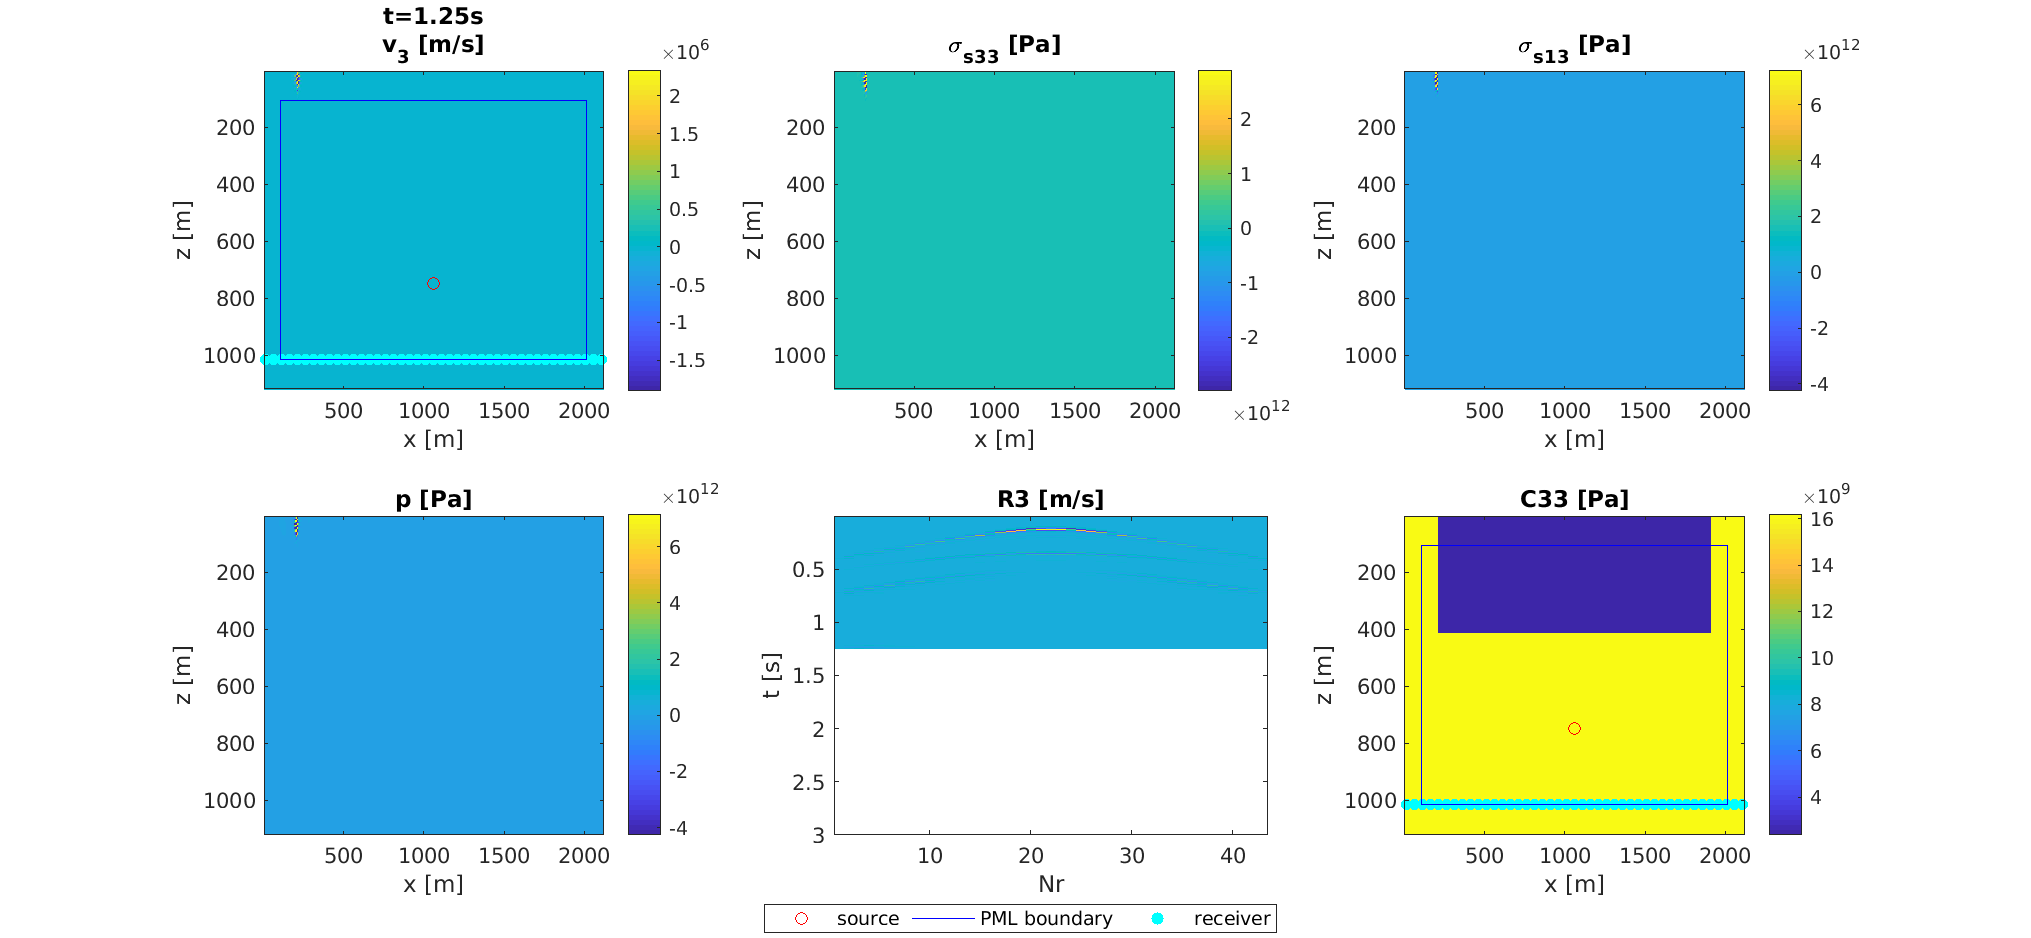 t=1.25s
v3 [m/s]
×10^6
2
1.5
1
0.5
0
-0.5
-1
-1.5
200
400
600
800
1000
z [m]
500 1000 1500 2000
x [m]
σs33 [Pa]
2
1
0
-1
-2
×10^12
200
400
600
800
1000
z [m]
500 1000 1500 2000
x [m]
σs13 [Pa]
×10^12
6
4
2
0
-2
-4
200
400
600
800
1000
z [m]
500 1000 1500 2000
x [m]
p [Pa]
×10^12
6
4
2
0
-2
-4
200
400
600
800
1000
z [m]
500 1000 1500 2000
x [m]
R3 [m/s]
0.5
1
1.5
2
2.5
3
t [s]
10 20 30 40
Nr
C33 [Pa]
×10^9
16
14
12
10
8
6
4
200
400
600
800
1000
z [m]
500 1000 1500 2000
x [m]
source PML boundary receiver